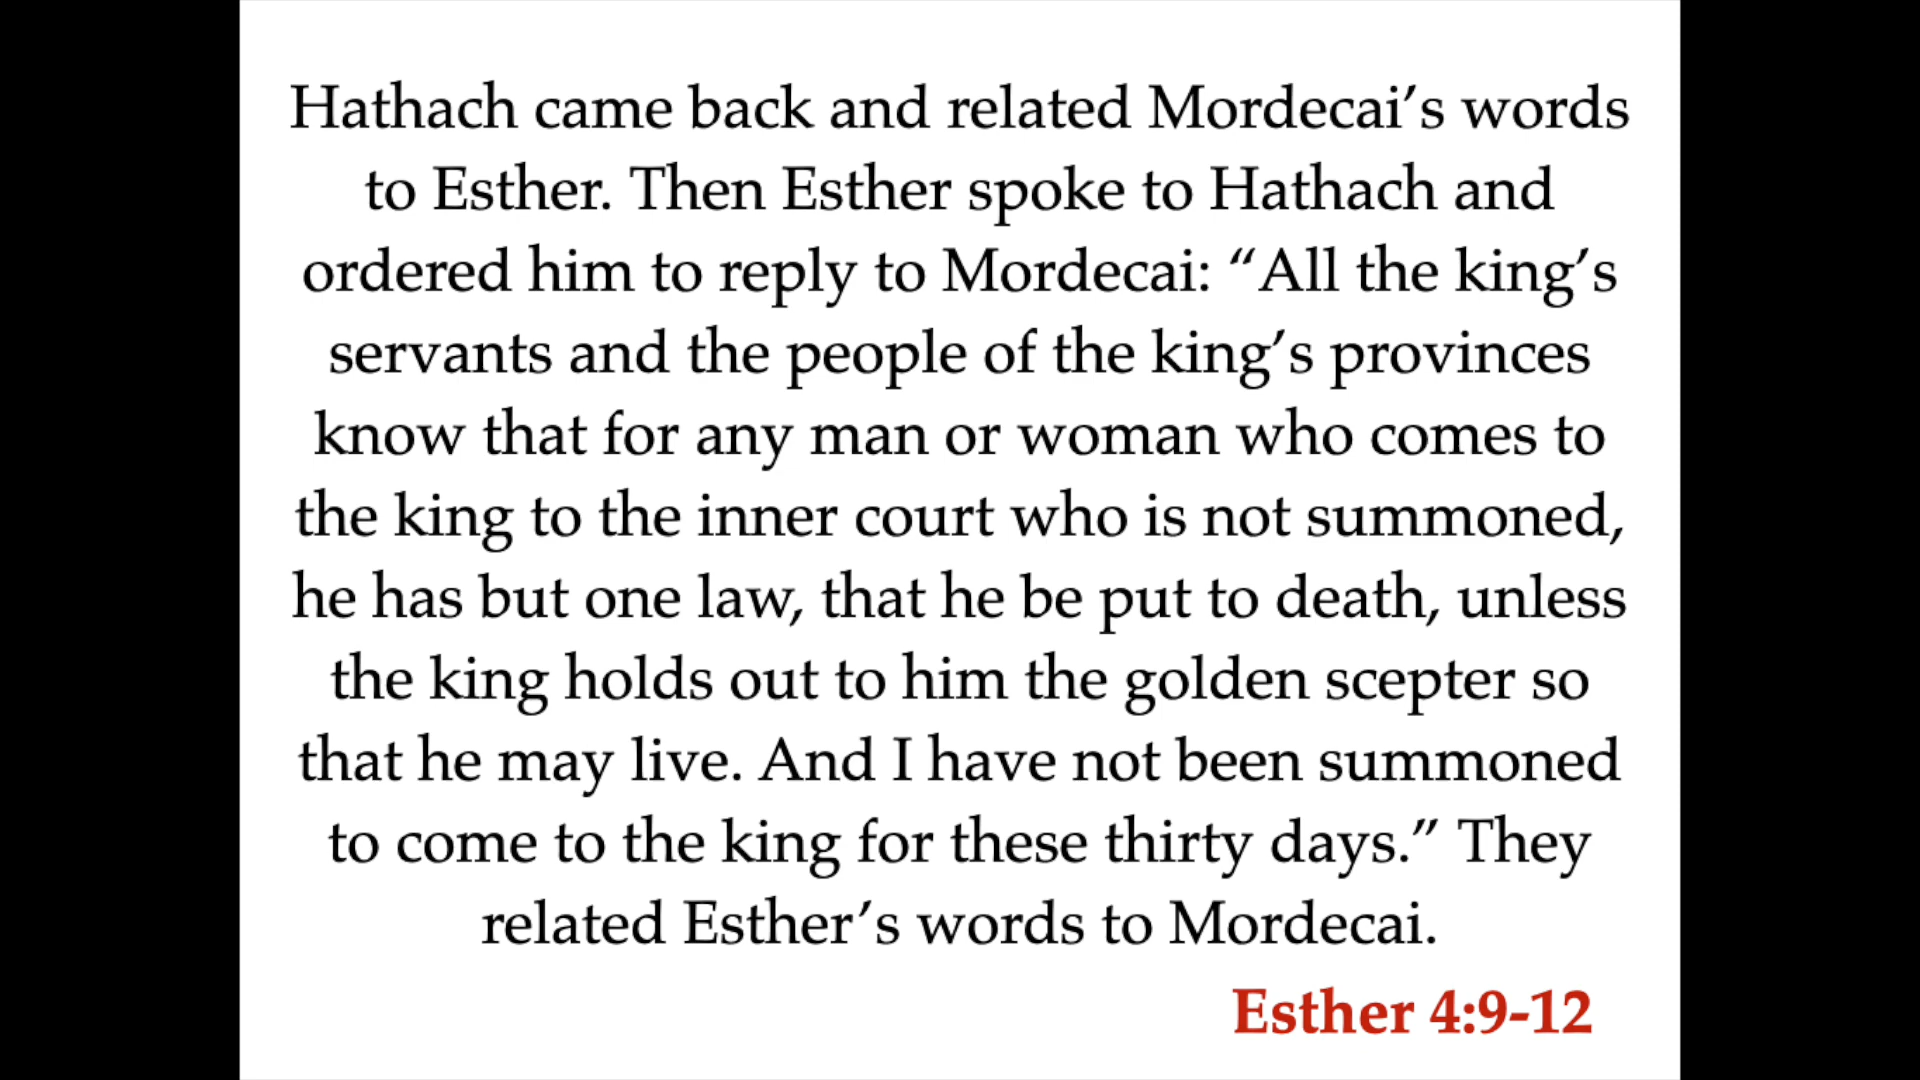 Hathach came back and related Mordecai’s words
to Esther. Then Esther spoke to Hathach and
ordered him to reply to Mordecai: “All the king’s
servants and the people of the king’s provinces
know that for any man or woman who comes to
the king to the inner court who is not summoned,
he has but one law, that he be put to death, unless
the king holds out to him the golden scepter so
that he may live. And I have not been summoned
to come to the king for these thirty days.” They
related Esther’s words to Mordecai.
Esther 4:9-12